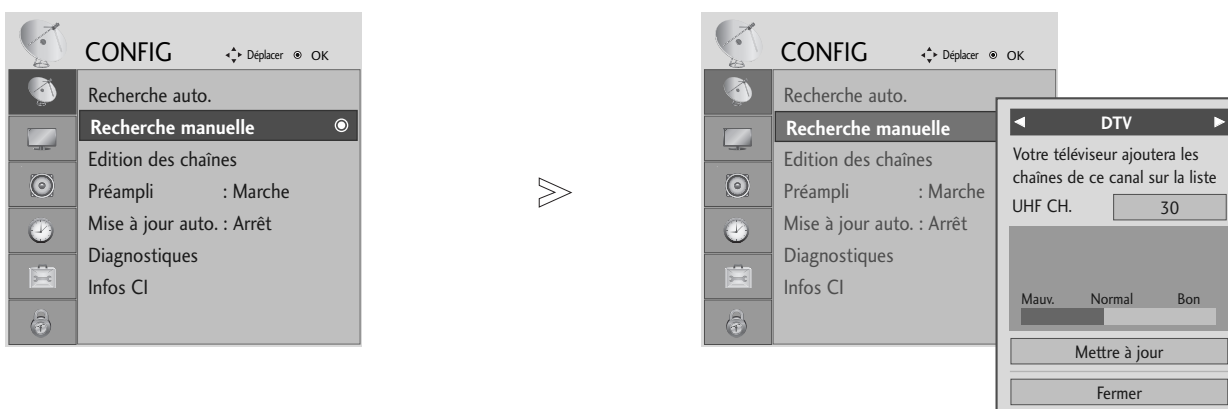 CONFIG
Déplacer OK
Recherche auto.
Recherche manuelle
Edition des chaînes
Préampli : Marche
Mise à jour auto. : Arrêt
Diagnostiques
Infos CI
CONFIG
Déplacer OK
Recherche auto.
Recherche manuelle
Edition des chaînes
Préampli : Marche
Mise à jour auto. : Arrêt
Diagnostiques
Infos CI
DTV
Votre téléviseur ajoutera les
chaînes de ce canal sur la liste
UHF CH. 30
Mauv. Normal Bon
Mettre à jour
Fermer